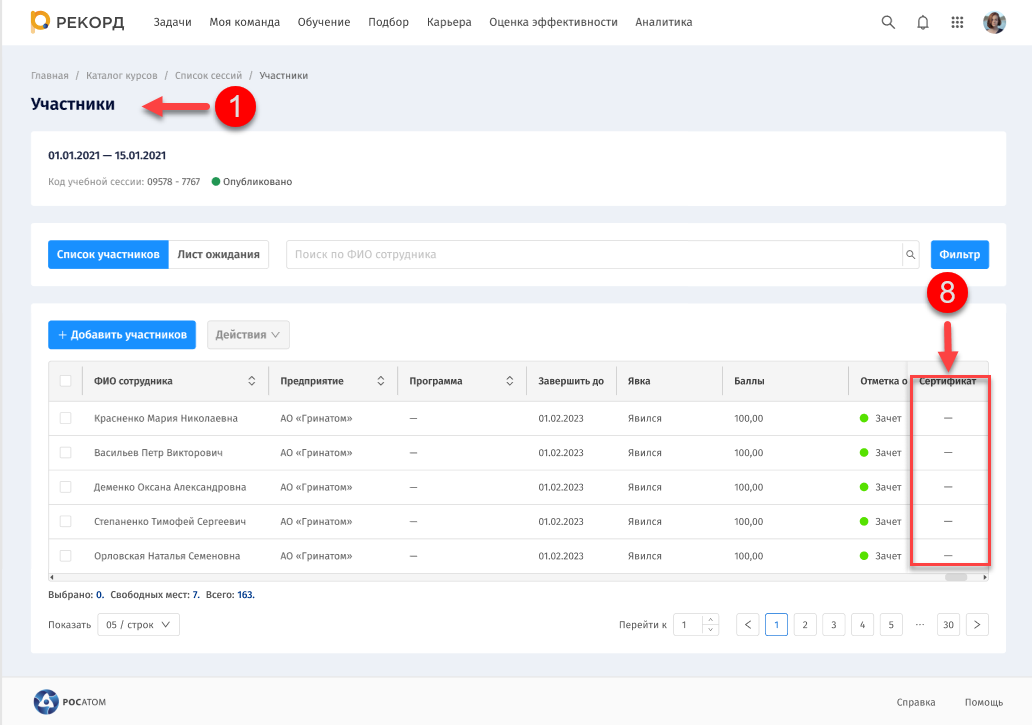 РЕКОРД Задачи Моя команда Обучение Подбор Карьера Оценка эффективности Аналитика
Главная / Каталог курсов / Список сессий / Участники
Участники 1
01.01.2021 — 15.01.2021
Код учебной сессии: 09578 - 7767 Опубликовано
Список участников Лист ожидания Поиск по ФИО сотрудника Фильтр
8
+ Добавить участников Действия
ФИО сотрудника Предприятие Программа Завершить до Явка Баллы Отметка о Сертификат
Красненко Мария Николаевна АО «Гринатом» — 01.02.2023 Явился 100,00 Зачет —
Васильев Петр Викторович АО «Гринатом» — 01.02.2023 Явился 100,00 Зачет —
Деменко Оксана Александровна АО «Гринатом» — 01.02.2023 Явился 100,00 Зачет —
Степаненко Тимофей Сергеевич АО «Гринатом» — 01.02.2023 Явился 100,00 Зачет —
Орловская Наталья Семеновна АО «Гринатом» — 01.02.2023 Явился 100,00 Зачет —
Выбрано: 0. Свободных мест: 7. Всего: 163.
Показать 05 / строк Перейти к 1 < 1 2 3 4 5 ··· 30 >
РОСАТОМ Справка Помощь